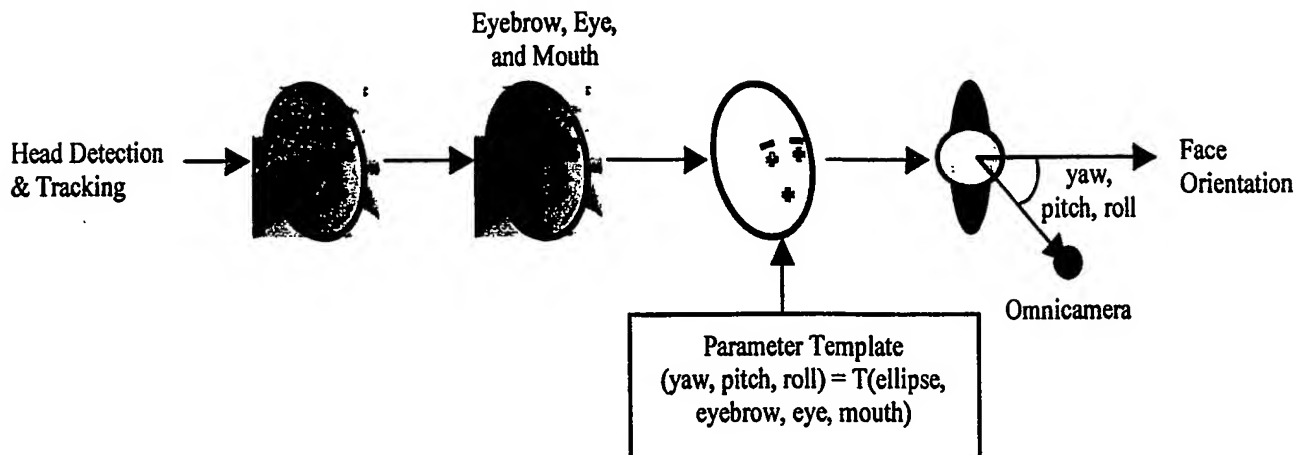 Eyebrow, Eye,
and Mouth
Head Detection
& Tracking
Face
Orientation
yaw,
pitch, roll
Omnicamera
Parameter Template
(yaw, pitch, roll) = T(ellipse,
eyebrow, eye, mouth)